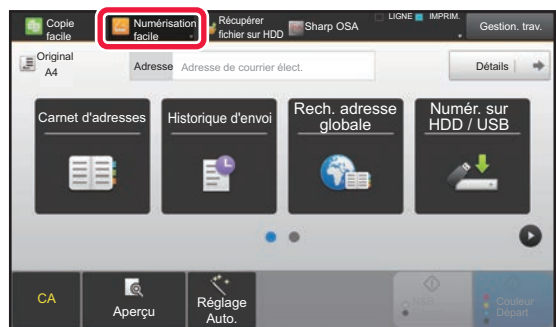 Copie
facile
Numérisation
facile
Récupérer
fichier sur HDD
Sharp OSA
LIGNE
IMPRIM.
Gestion. trav.
Original
A4
Adresse
Adresse de courrier élect.
Détails
Carnet d'adresses
Historique d'envoi
Rech. adresse
globale
Numér. sur
HDD / USB
CA
Aperçu
Réglage
Auto.
N&B
Départ
Couleur
Départ